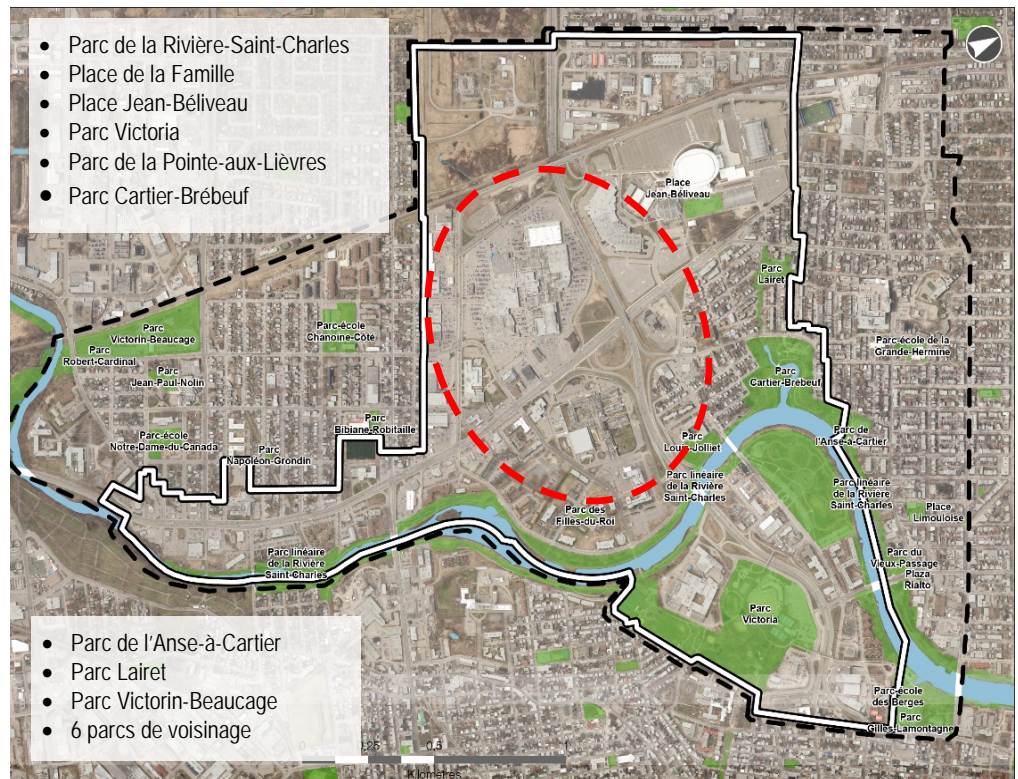 • Parc de la Rivière-Saint-Charles
• Place de la Famille
• Place Jean-Béliveau
• Parc Victoria
• Parc de la Pointe-aux-Lièvres
• Parc Cartier-Brébeuf
Place
Jean-Béliveau
Parc
Lairet
Parc
Victorin-Beaucage
Parc-école
Chanoine-Côté
Parc-école de la
Grande-Hermine
Parc
Robert-Cardinal
Parc
Jean-Paul-Nolin
Parc
Cartier-Brébeuf
Parc
Bibiane-Robitaille
Parc-école
Notre-Dame-du-Canada
Parc
Napoléon-Grondin
Parc
Louis-Jolliet
Parc de
l'Anse-à-Cartier
Parc linéaire
de la Rivière
Saint-Charles
Parc linéaire
de la Rivière
Saint-Charles
Parc des
Filles-du-Roi
Place
Limouloise
Parc linéaire
de la Rivière
Saint-Charles
Parc du
Vieux-Passage
Plaza
Rialto
Parc
Victoria
Parc-école
des Berges
Parc
Gilles-Lamontagne
• Parc de l'Anse-à-Cartier
• Parc Lairet
• Parc Victorin-Beaucage
• 6 parcs de voisinage
0 0.25 0.5 1
Kilomètres